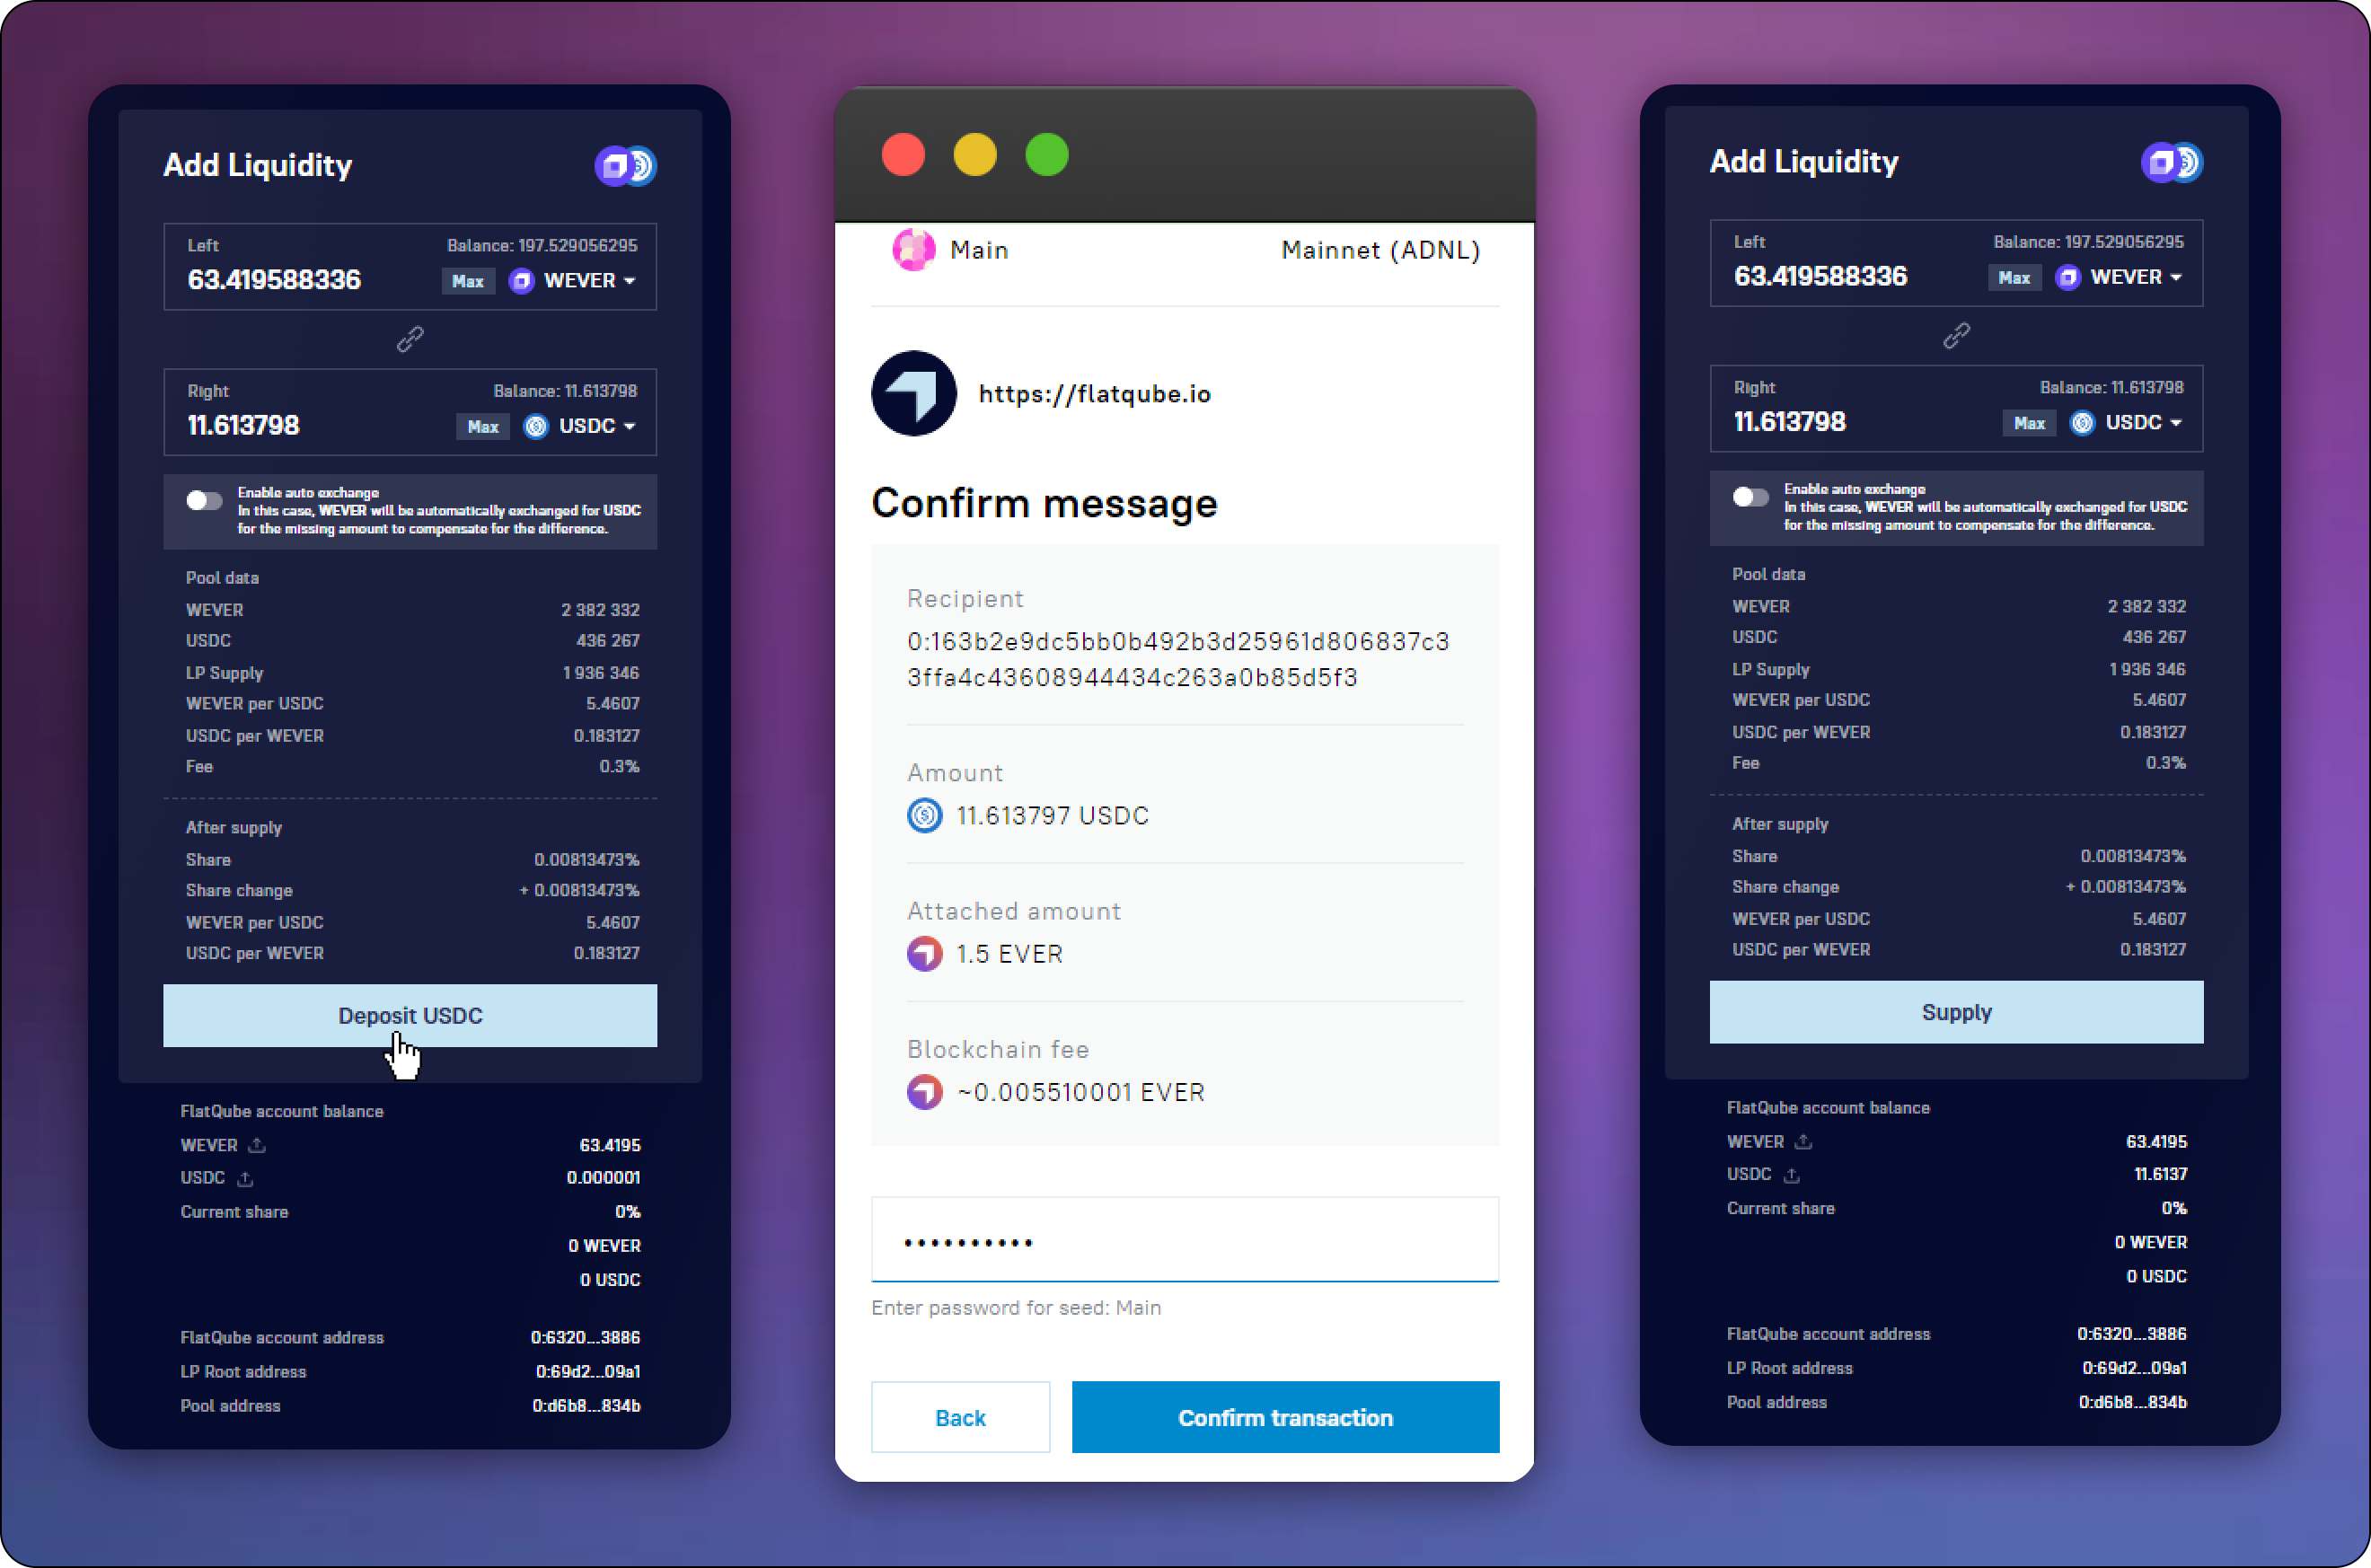 Add Liquidity
Left Balance: 197.529056295
63.419588336 Max WEVER
Right Balance: 11.613798
11.613798 Max USDC
Enable auto exchange
In this case, WEVER will be automatically exchanged for USDC
for the missing amount to compensate for the difference.
Pool data
WEVER 2 382 332
USDC 436 267
LP Supply 1 936 346
WEVER per USDC 5.4607
USDC per WEVER 0.183127
Fee 0.3%
After supply
Share 0.00813473%
Share change + 0.00813473%
WEVER per USDC 5.4607
USDC per WEVER 0.183127
Deposit USDC
FlatQube account balance
WEVER 63.4195
USDC 0.000001
Current share 0%
0 WEVER
0 USDC
FlatQube account address 0:6320...3886
LP Root address 0:69d2...09a1
Pool address 0:d6b8...834b
Main Mainnet (ADNL)
https://flatqube.io
Confirm message
Recipient
0:163b2e9dc5bb0b492b3d25961d806837c3
3ffa4c43608944434c263a0b85d5f3
Amount
11.613797 USDC
Attached amount
1.5 EVER
Blockchain fee
~0.005510001 EVER
••••••••••
Enter password for seed: Main
Back Confirm transaction
Add Liquidity
Left Balance: 197.529056295
63.419588336 Max WEVER
Right Balance: 11.613798
11.613798 Max USDC
Enable auto exchange
In this case, WEVER will be automatically exchanged for USDC
for the missing amount to compensate for the difference.
Pool data
WEVER 2 382 332
USDC 436 267
LP Supply 1 936 346
WEVER per USDC 5.4607
USDC per WEVER 0.183127
Fee 0.3%
After supply
Share 0.00813473%
Share change + 0.00813473%
WEVER per USDC 5.4607
USDC per WEVER 0.183127
Supply
FlatQube account balance
WEVER 63.4195
USDC 11.6137
Current share 0%
0 WEVER
0 USDC
FlatQube account address 0:6320...3886
LP Root address 0:69d2...09a1
Pool address 0:d6b8...834b